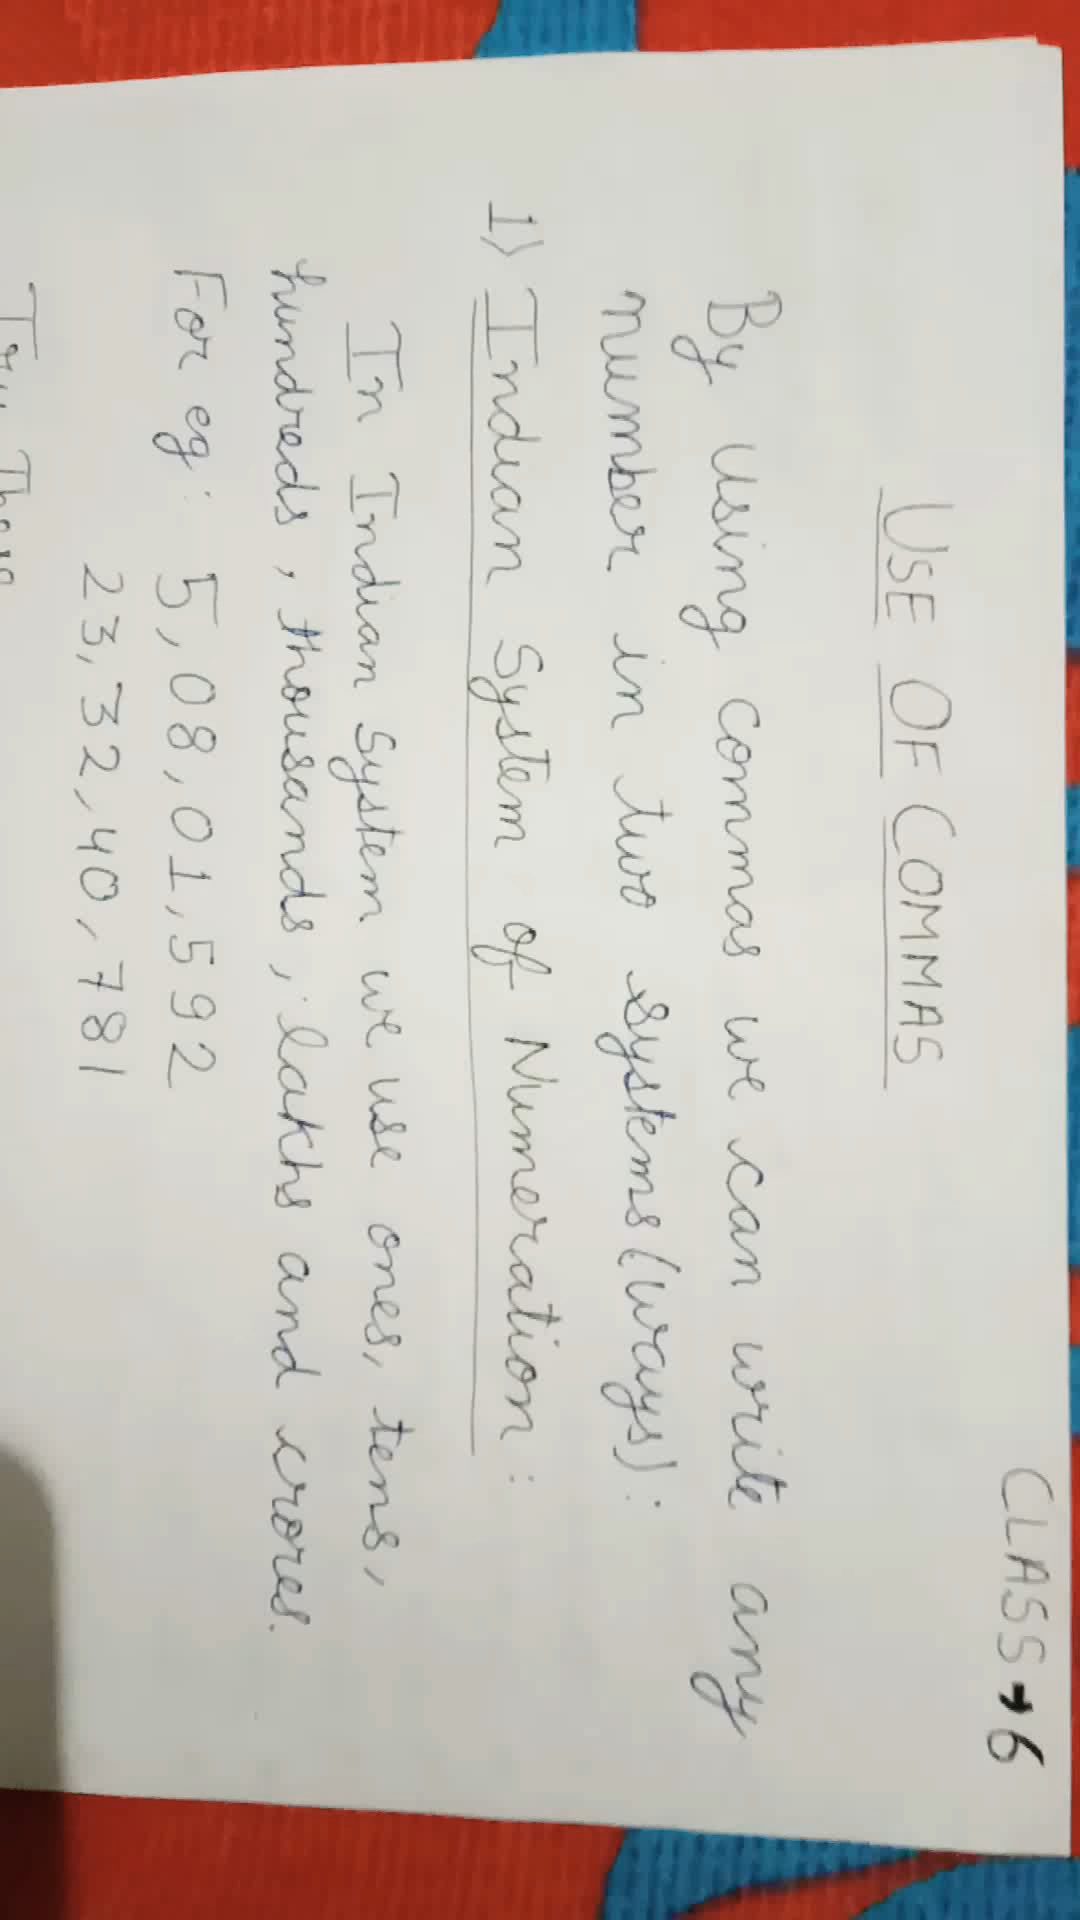 CLASS → 6
USE OF COMMAS
By using commas we can write any
number in two systems (ways):
1) Indian System of Numeration:
In Indian System we use ones, tens,
hundreds, thousands, lakhs and crores.
For eg: 5,08,01,592
23,32,40,781